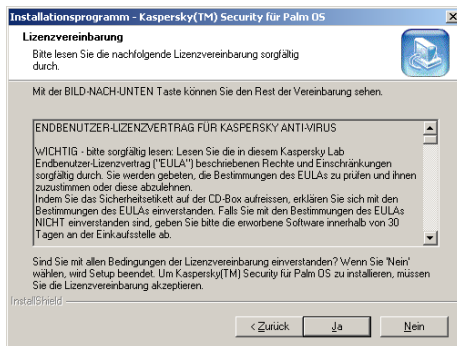 Installationsprogramm - Kaspersky(TM) Security für Palm OS
Lizenzvereinbarung
Bitte lesen Sie die nachfolgende Lizenzvereinbarung sorgfältig
durch.
Mit der BILD-NACH-UNTEN Taste können Sie den Rest der Vereinbarung sehen.
ENDBENUTZER-LIZENZVERTRAG FÜR KASPERSKY ANTI-VIRUS
WICHTIG - bitte sorgfältig lesen: Lesen Sie die in diesem Kaspersky Lab
Endbenutzer-Lizenzvertrag ("EULA") beschriebenen Rechte und Einschränkungen
sorgfältig durch. Sie werden gebeten, die Bestimmungen des EULAs zu prüfen und ihnen
zuzustimmen oder diese abzulehnen.
Indem Sie das Sicherheitsetikett auf der CD-Box aufreissen, erklären Sie sich mit den
Bestimmungen des EULAs einverstanden. Falls Sie mit den Bestimmungen des EULAs
NICHT einverstanden sind, geben Sie bitte die erworbene Software innerhalb von 30
Tagen an der Einkaufsstelle ab.
Sind Sie mit allen Bedingungen der Lizenzvereinbarung einverstanden? Wenn Sie 'Nein'
wählen, wird Setup beendet. Um Kaspersky(TM) Security für Palm OS zu installieren, müssen
Sie die Lizenzvereinbarung akzeptieren.
InstallShield
< Zurück Ja Nein